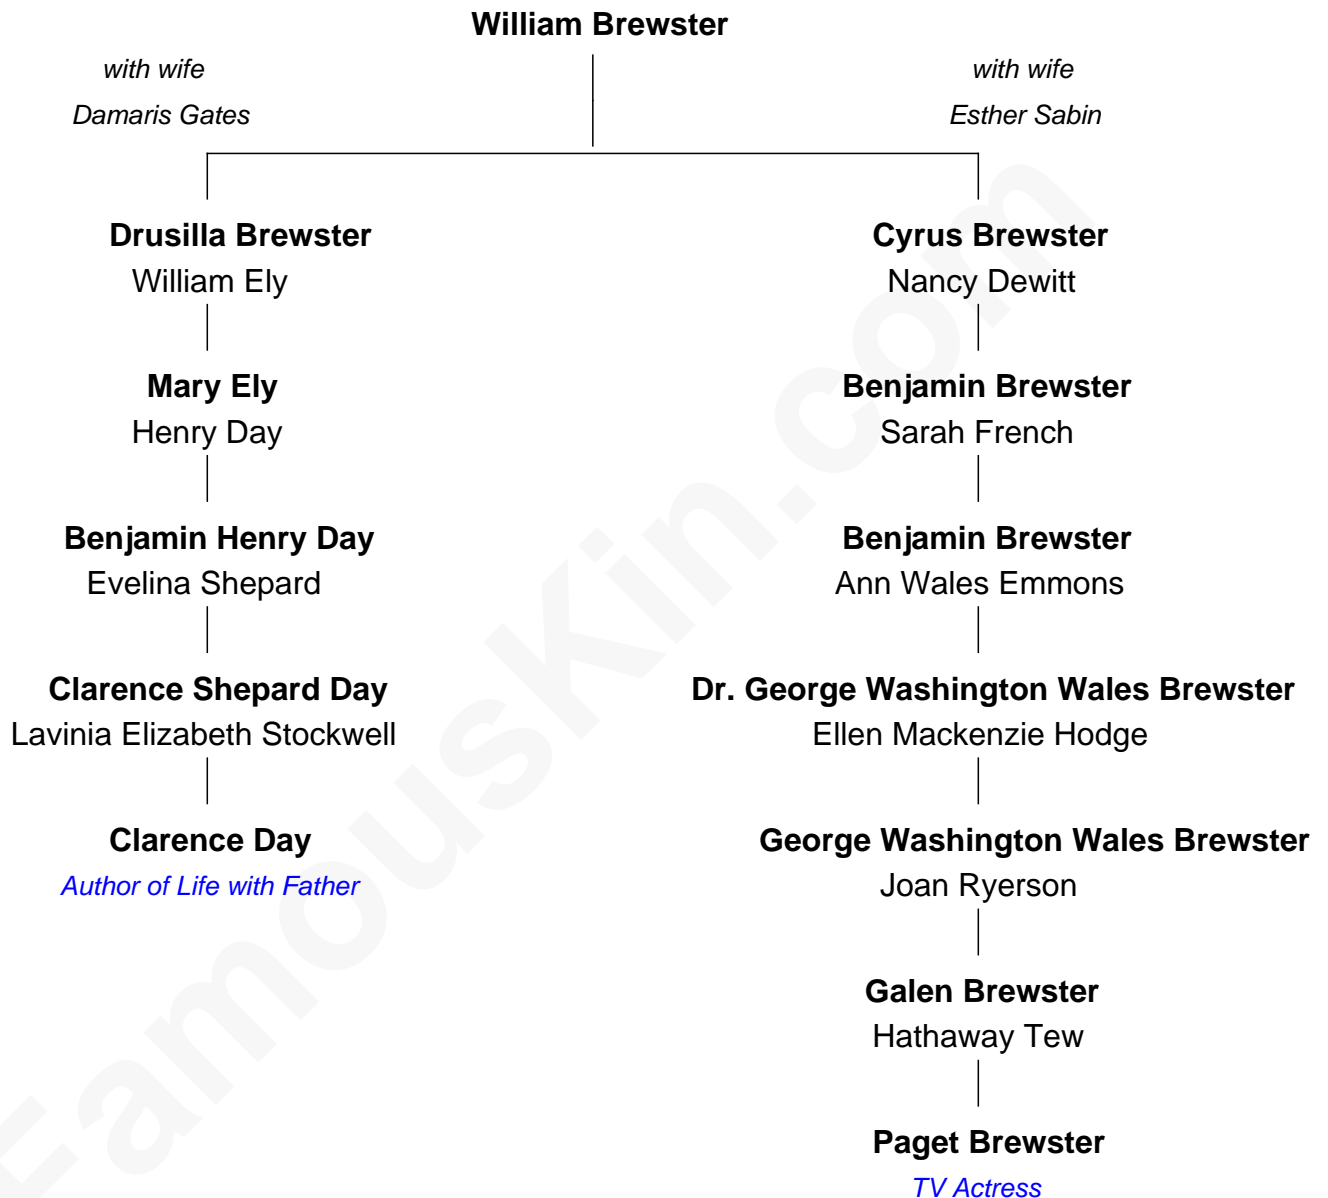 William Brewster
with wife
Damaris Gates
with wife
Esther Sabin
Drusilla Brewster
William Ely
Cyrus Brewster
Nancy Dewitt
Mary Ely
Henry Day
Benjamin Brewster
Sarah French
Benjamin Henry Day
Evelina Shepard
Benjamin Brewster
Ann Wales Emmons
Clarence Shepard Day
Lavinia Elizabeth Stockwell
Dr. George Washington Wales Brewster
Ellen Mackenzie Hodge
Clarence Day
Author of Life with Father
George Washington Wales Brewster
Joan Ryerson
Galen Brewster
Hathaway Tew
Paget Brewster
TV Actress
FamousKin.com